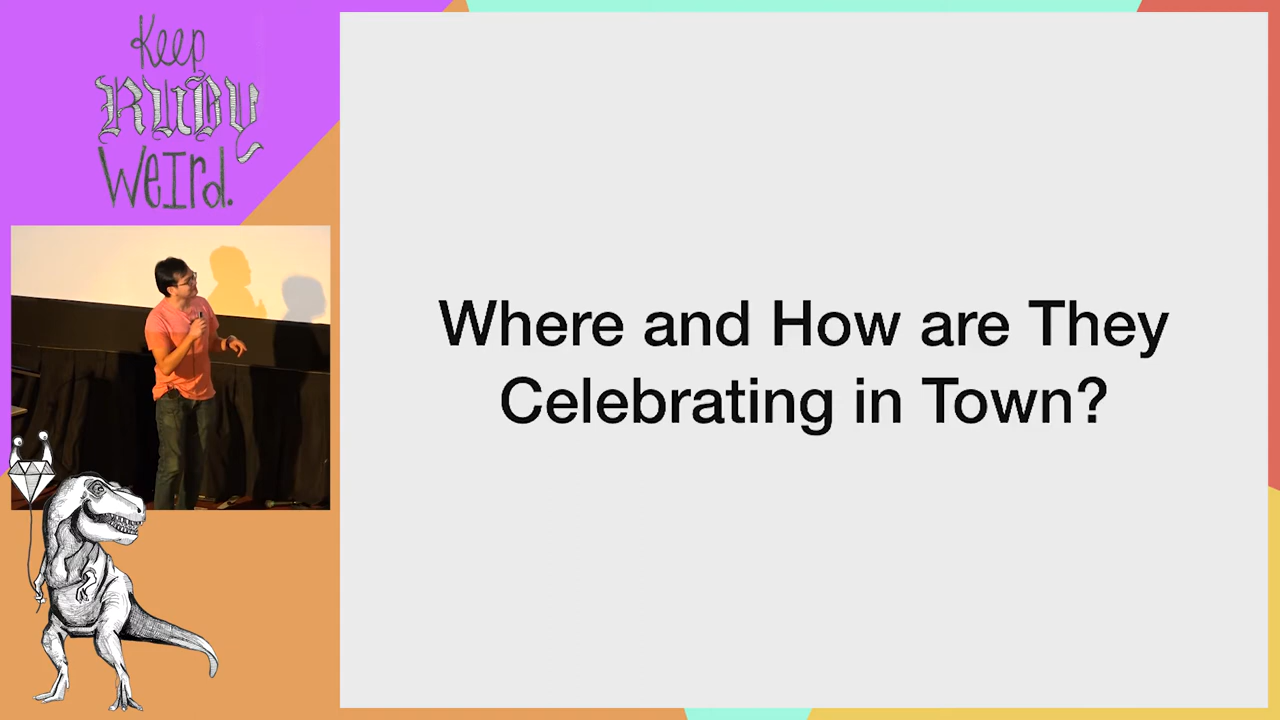 Keep
RUBY
WeIrd.
Where and How are They
Celebrating in Town?